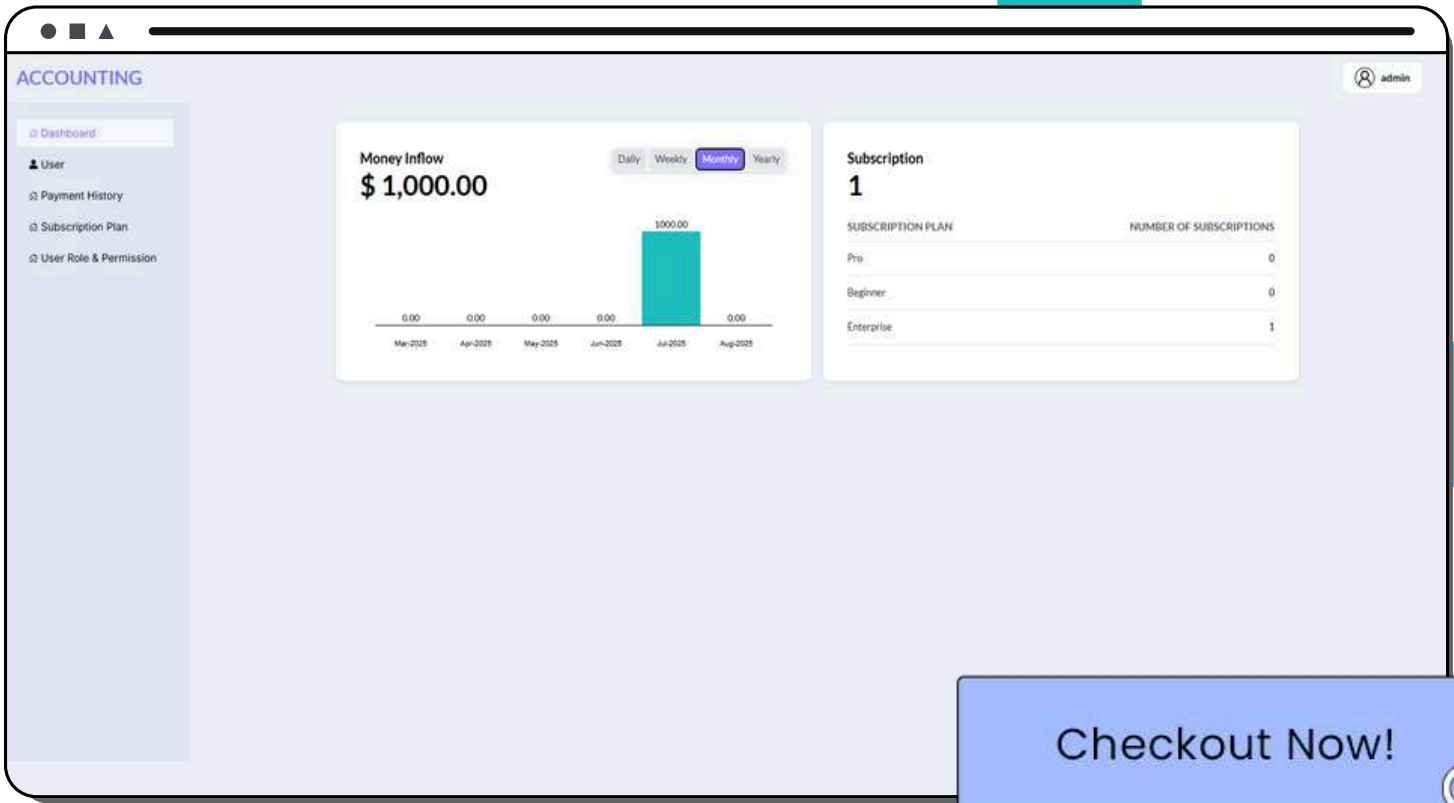 ACCOUNTING
admin
Dashboard
User
Payment History
Subscription Plan
User Role & Permission
Money Inflow
$ 1,000.00
Daily Weekly Monthly Yearly
1000.00
0.00 0.00 0.00 0.00 0.00
Mar-2025 Apr-2025 May-2025 Jun-2025 Jul-2025 Aug-2025
Subscription
1
SUBSCRIPTION PLAN NUMBER OF SUBSCRIPTIONS
Pro 0
Beginner 0
Enterprise 1
Checkout Now!